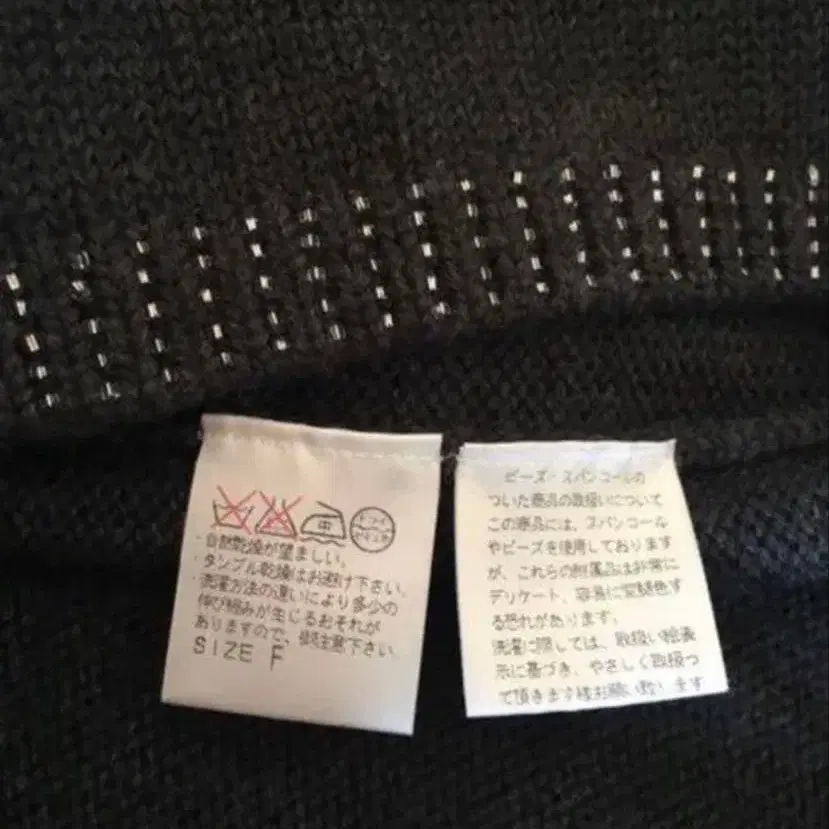 中
ドライ
セキユ系
・自然乾燥が望ましい。
・タンブル乾燥はお避け下さい。
・洗濯方法の違いにより多少の
伸び縮みが生じるおそれが
ありますので、御注意下さい
SIZE F
ビーズ・スパンコールの
ついた商品の取扱いについて
この商品には、スパンコール
やビーズを使用しております
が、これらの附属品は非常に
デリケート、容易に変褪色す
る恐れがあります。
洗濯に際しては、取扱い絵表
示に基づき、やさしく取扱っ
て頂きます様お願い致します